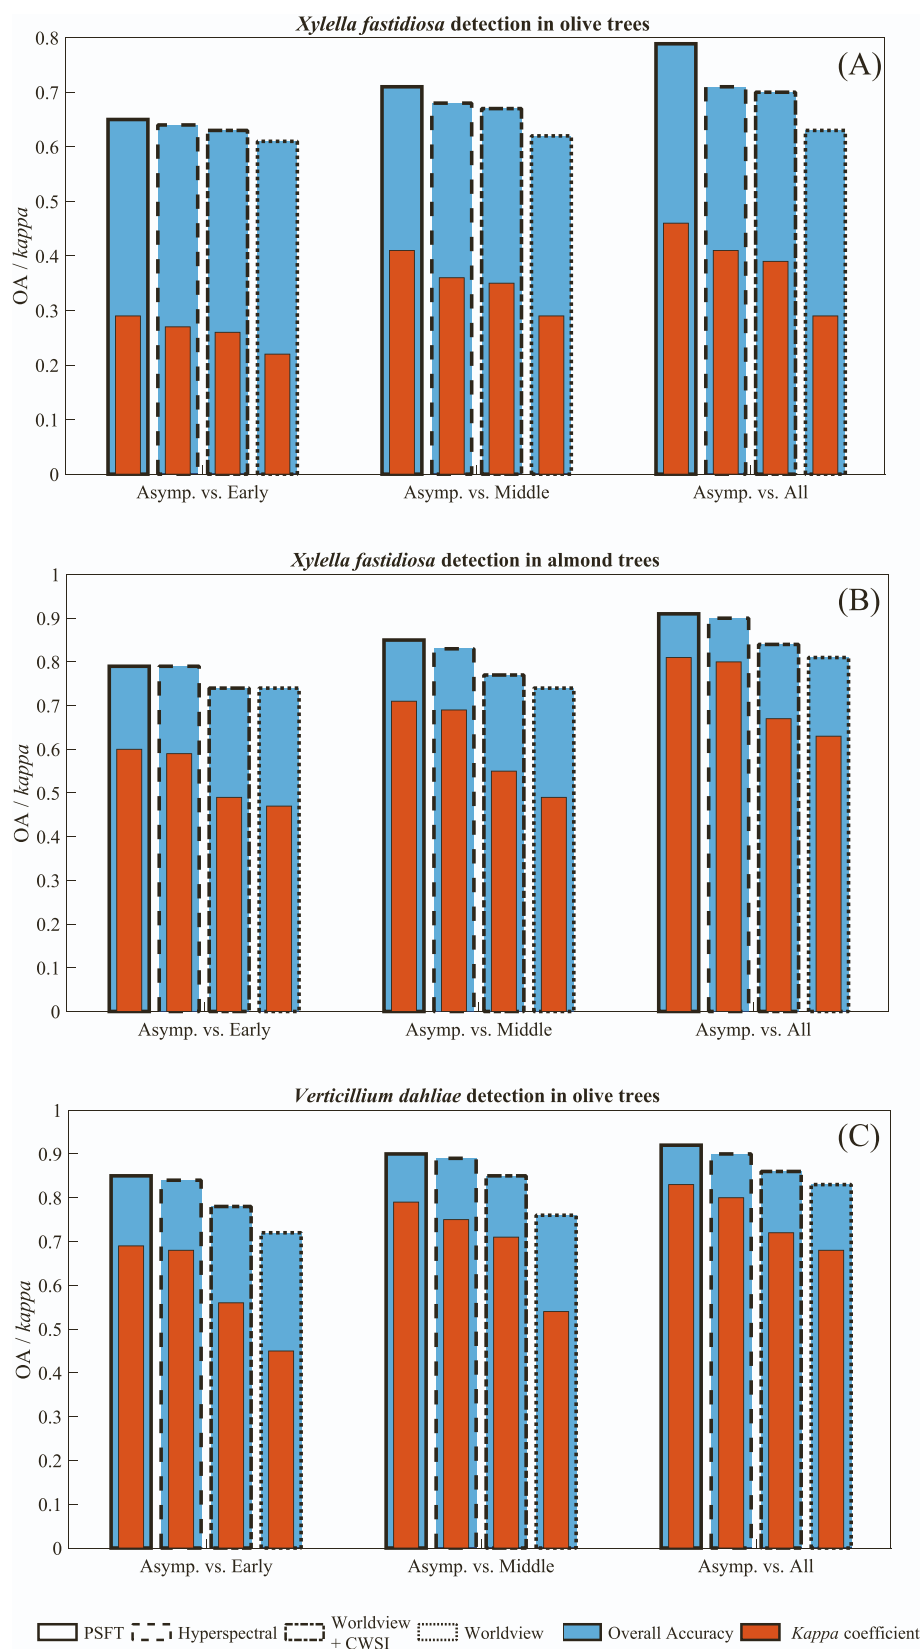 Xylella fastidiosa detection in olive trees
(A)
0.8
0.7
0.6
0.5
0.4
0.3
0.2
0.1
0
OA / kappa
Asymp. vs. Early
Asymp. vs. Middle
Asymp. vs. All
Xylella fastidiosa detection in almond trees
(B)
1
0.9
0.8
0.7
0.6
0.5
0.4
0.3
0.2
0.1
0
OA / kappa
Asymp. vs. Early
Asymp. vs. Middle
Asymp. vs. All
Verticillium dahliae detection in olive trees
(C)
1
0.9
0.8
0.7
0.6
0.5
0.4
0.3
0.2
0.1
0
OA / kappa
Asymp. vs. Early
Asymp. vs. Middle
Asymp. vs. All
PSFT
Hyperspectral
Worldview
+ CWSI
Worldview
Overall Accuracy
Kappa coefficient